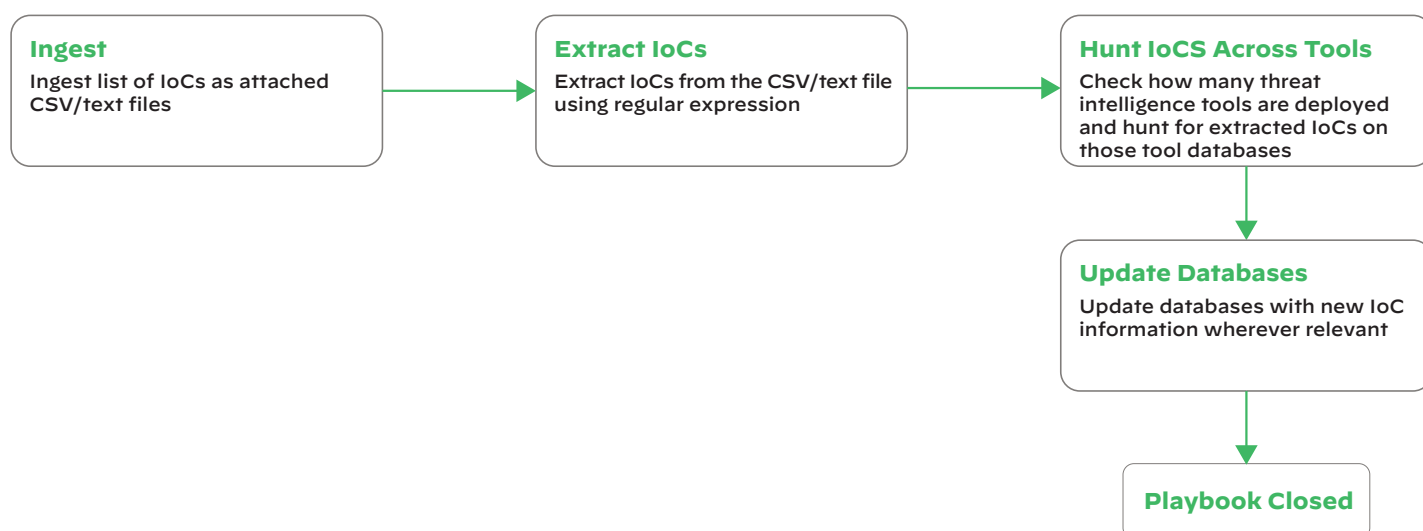 Ingest
Ingest list of IoCs as attached
CSV/text files
Extract IoCs
Extract IoCs from the CSV/text file
using regular expression
Hunt IoCS Across Tools
Check how many threat
intelligence tools are deployed
and hunt for extracted IoCs on
those tool databases
Update Databases
Update databases with new IoC
information wherever relevant
Playbook Closed